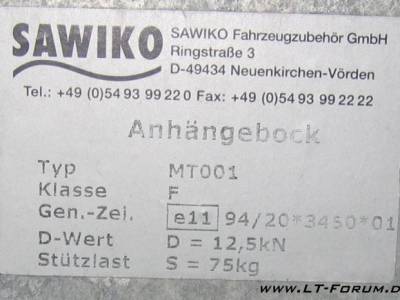 SAWIKO
SAWIKO Fahrzeugzubehör GmbH
Ringstraße 3
D-49434 Neuenkirchen-Vörden
Tel.: +49 (0)54 93 99 22 0 Fax: +49 (0)54 93 99 22 22
Anhängebock
Typ MT001
Klasse F
Gen.-Zei. e11 94/20*3450*01
D-Wert D = 12,5kN
Stützlast S = 75kg
www.LT-Forum.d